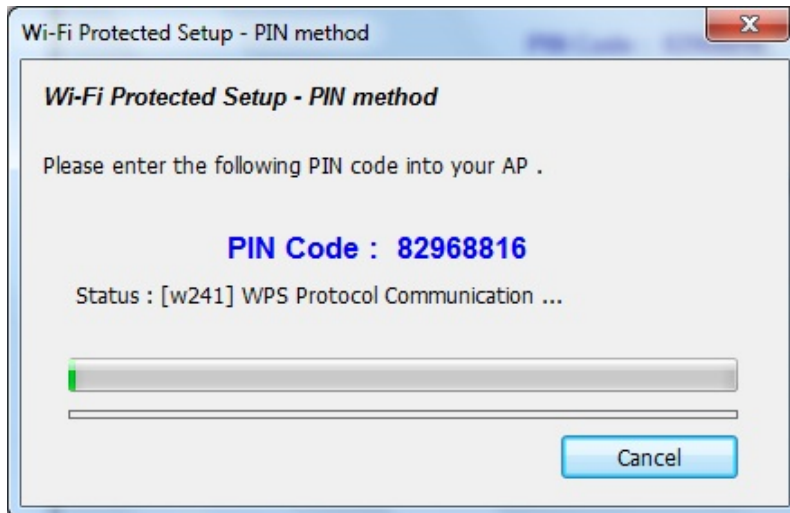 Wi-Fi Protected Setup - PIN method
Wi-Fi Protected Setup - PIN method
Please enter the following PIN code into your AP .
PIN Code : 82968816
Status : [w241] WPS Protocol Communication ...
Cancel